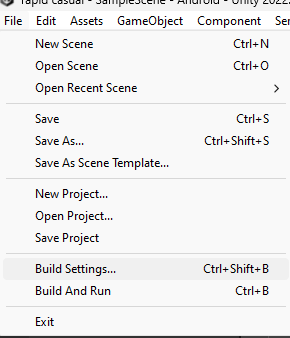 rapid casual - SampleScene - Android - Unity 2022.
File Edit Assets GameObject Component Ser
New Scene Ctrl+N
Open Scene Ctrl+O
Open Recent Scene
Save Ctrl+S
Save As... Ctrl+Shift+S
Save As Scene Template...
New Project...
Open Project...
Save Project
Build Settings... Ctrl+Shift+B
Build And Run Ctrl+B
Exit